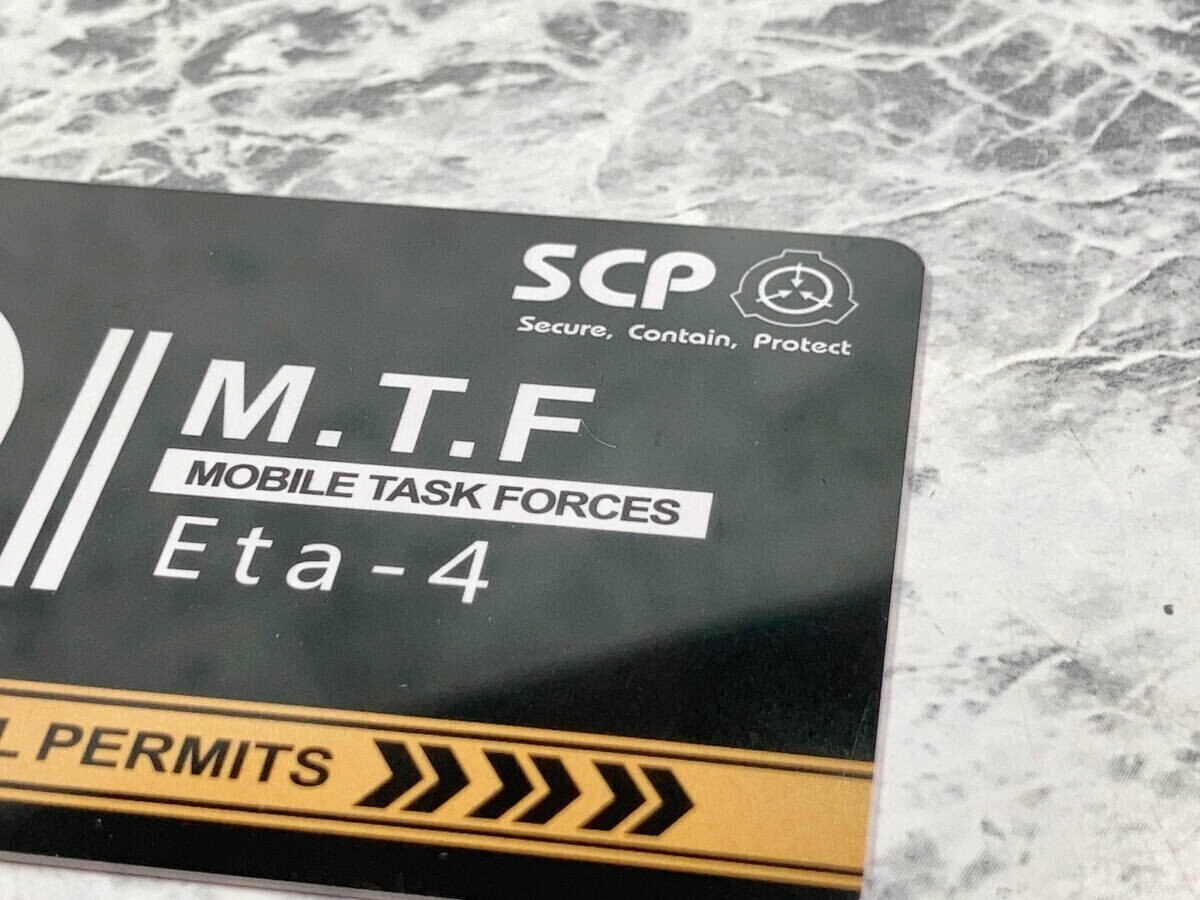 SCP
Secure, Contain, Protect
M.T.F
MOBILE TASK FORCES
Eta-4
PERMITS